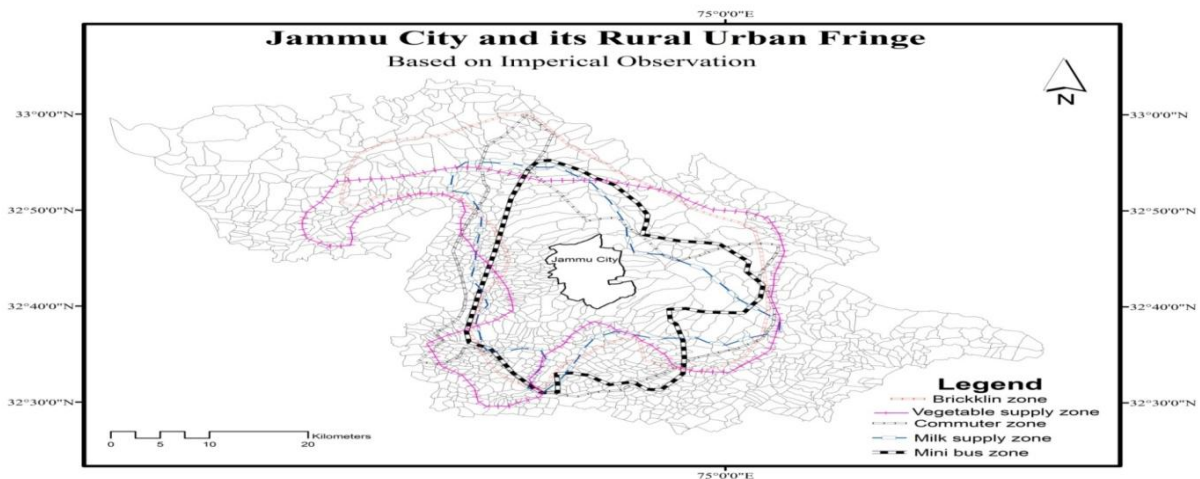 75°0'0"E
Jammu City and its Rural Urban Fringe
Based on Imperical Observation
N
33°0'0"N
33°0'0"N
32°50'0"N
32°50'0"N
Jammu City
32°40'0"N
32°40'0"N
Legend
Brickklin zone
Vegetable supply zone
Commuter zone
Milk supply zone
Mini bus zone
32°30'0"N
32°30'0"N
Kilometers
0 5 10 20
75°0'0"E